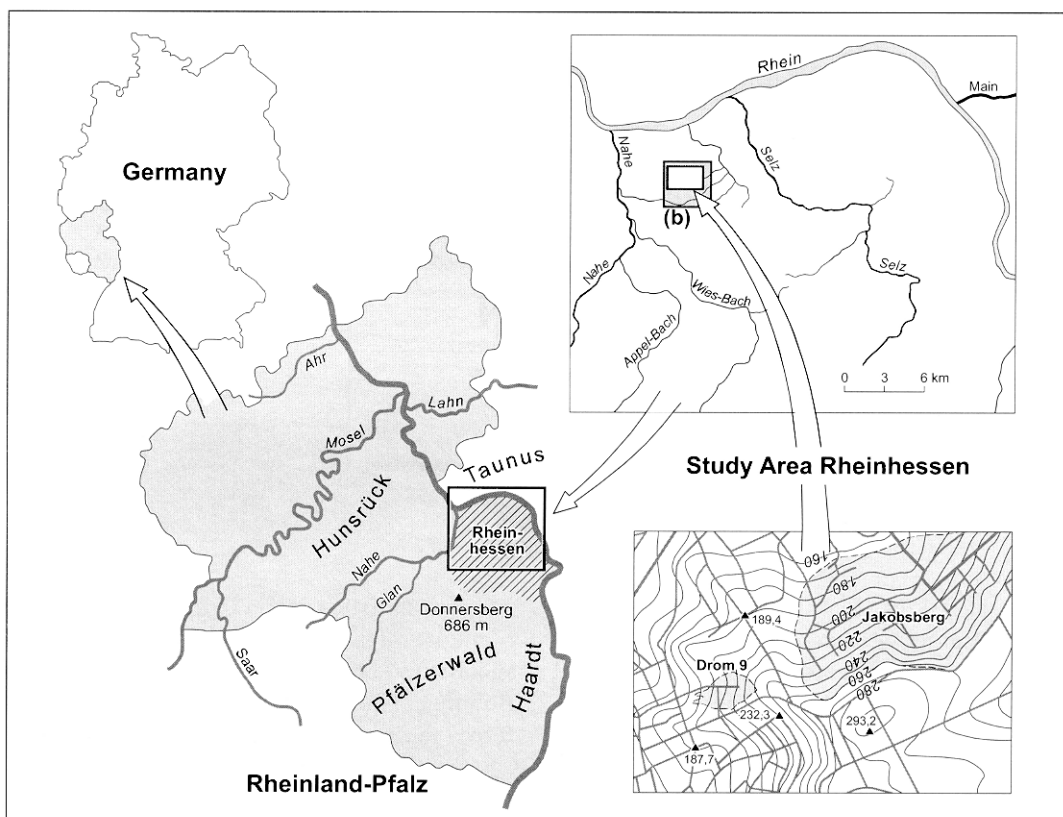 Germany
Ahr
Lahn
Mosel
Taunus
Hunsrück
Rhein-
hessen
Nahe
Glan
Donnersberg
686 m
Pfälzerwald
Haardt
Saar
Rheinland-Pfalz
Rhein
Main
Nahe
Selz
(b)
Nahe
Selz
Wies-Bach
Appel-Bach
0 3 6 km
Study Area Rheinhessen
160
180
189,4
200
Jakobsberg
220
Drom 9
240
260
280
232,3
293,2
187,7